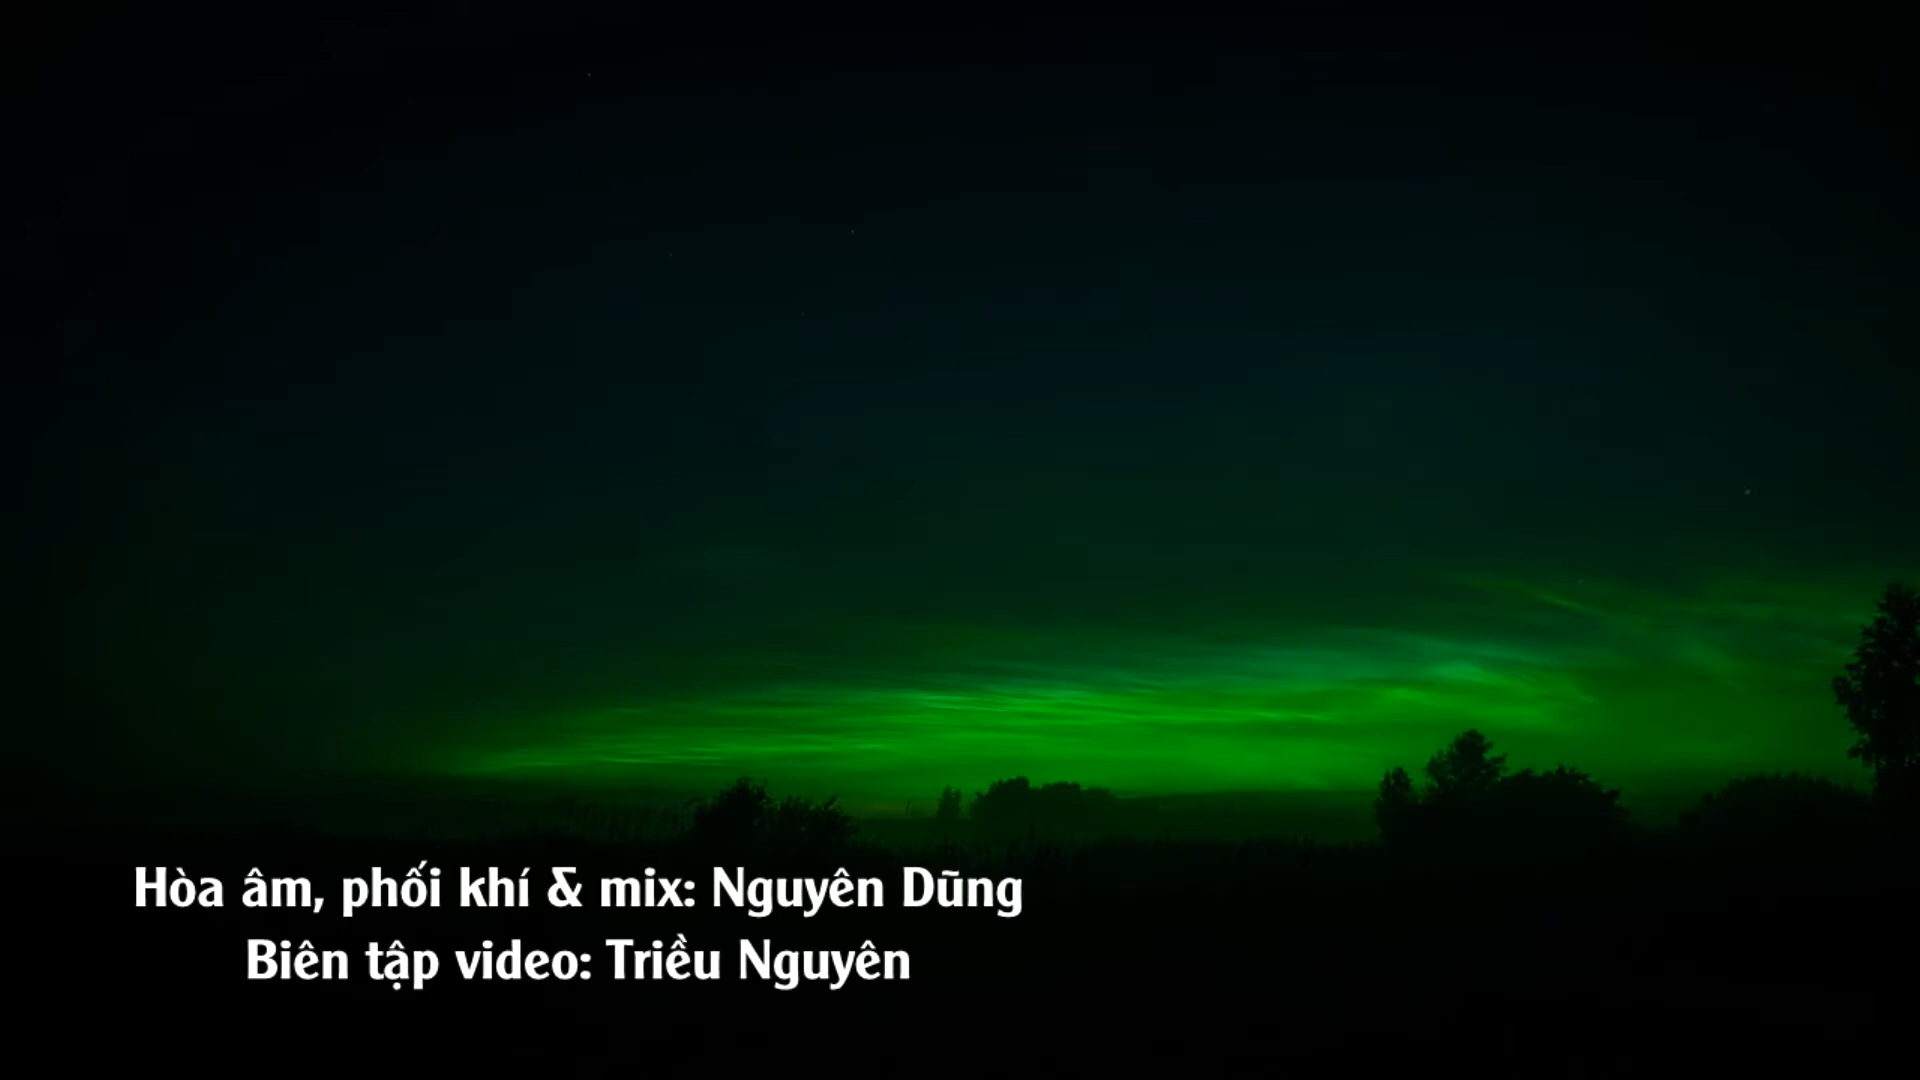 Hòa âm, phối khí & mix: Nguyên Dũng
Biên tập video: Triều Nguyên